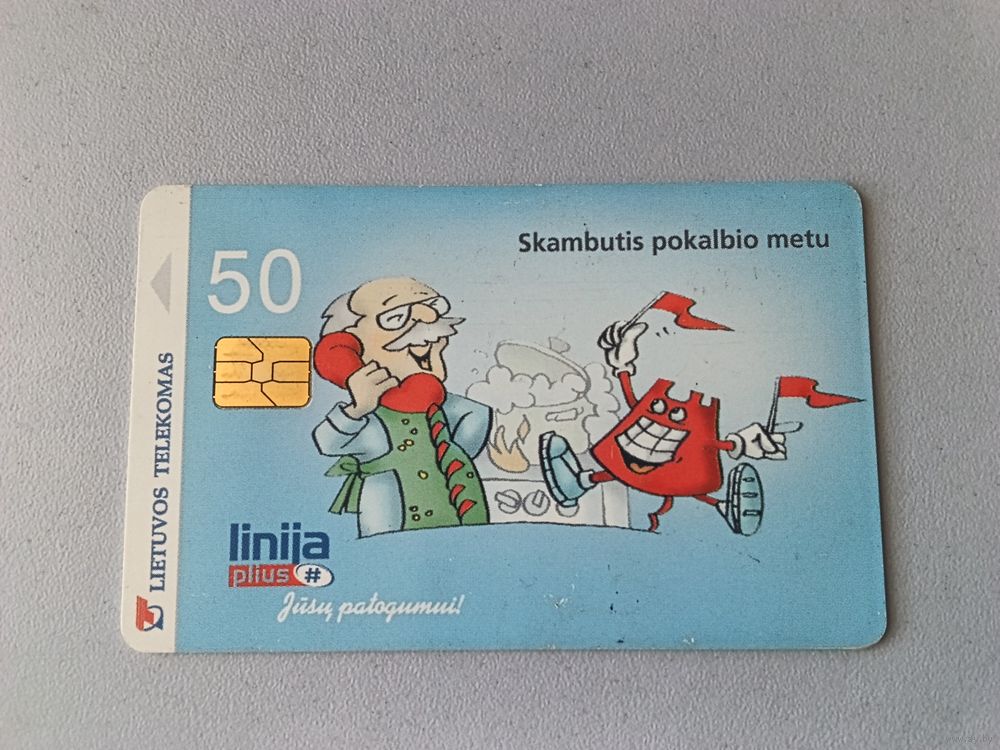 Skambutis pokalbio metu
50
LIETUVOS TELEKOMAS
linija
plius #
Jūsų patogumui!